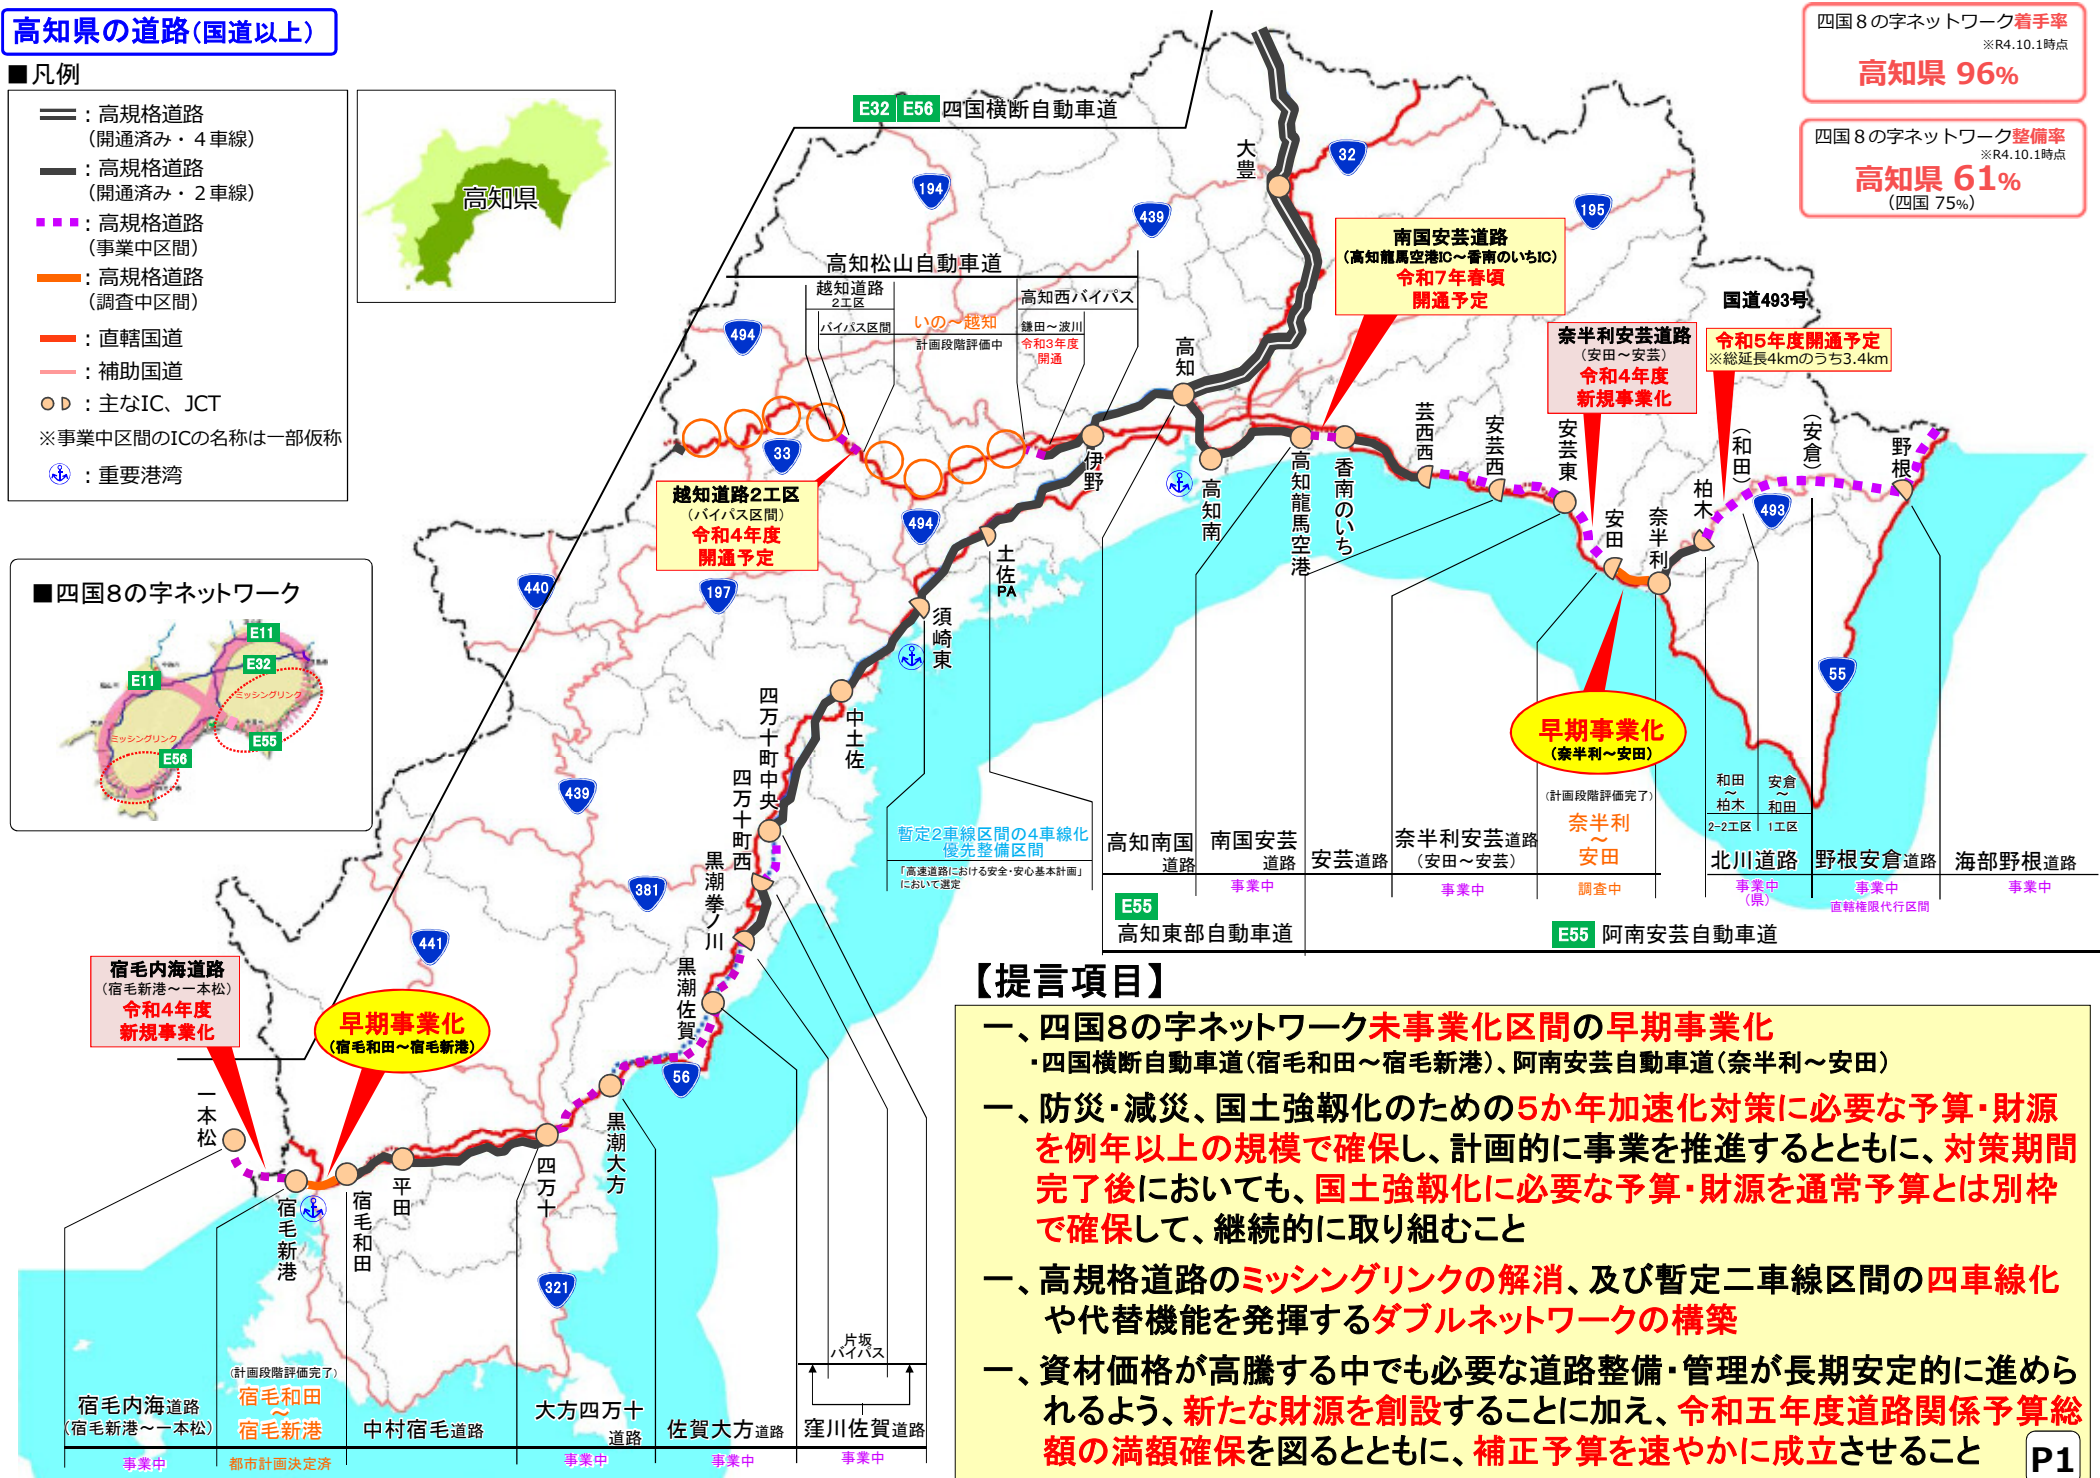 高知県の道路(国道以上)
■凡例
：高規格道路
(開通済み・４車線)
：高規格道路
(開通済み・２車線)
：高規格道路
(事業中区間)
：高規格道路
(調査中区間)
：直轄国道
：補助国道
：主なIC、JCT
※事業中区間のICの名称は一部仮称
：重要港湾
高知県
四国８の字ネットワーク着手率
※R4.10.1時点
高知県 96%
四国８の字ネットワーク整備率
※R4.10.1時点
高知県 61%
(四国 75%)
E32 E56 四国横断自動車道
大豊
32
194
439
195
高知松山自動車道
越知道路
2工区
バイパス区間
いの～越知
計画段階評価中
高知西バイパス
鎌田～波川
令和3年度
開通
494
33
南国安芸道路
(高知龍馬空港IC～香南のいちIC)
令和7年春頃
開通予定
国道493号
奈半利安芸道路
(安田～安芸)
令和4年度
新規事業化
令和5年度開通予定
※総延長4kmのうち3.4km
高知
伊野
高知南
高知龍馬空港
香南のいち
芸西西
安芸西
安芸東
安田
奈半利
柏木
(和田)
(安倉)
野根
493
55
越知道路2工区
(バイパス区間)
令和4年度
開通予定
494
440
197
土佐PA
須崎東
中土佐
四万十町中央
四万十町西
黒潮拳ノ川
黒潮佐賀
439
381
441
56
321
■四国8の字ネットワーク
E11
E32
E11
ミッシングリンク
ミッシングリンク
E55
E56
早期事業化
(奈半利～安田)
暫定2車線区間の4車線化
優先整備区間
「高速道路における安全・安心基本計画」
において選定
高知南国
道路
南国安芸
道路
事業中
安芸道路
奈半利安芸道路
(安田～安芸)
事業中
(計画段階評価完了)
奈半利
～
安田
調査中
和田
～
柏木
2-2工区
安倉
～
和田
1工区
北川道路
事業中
(県)
野根安倉道路
事業中
直轄権限代行区間
海部野根道路
事業中
E55
高知東部自動車道
E55 阿南安芸自動車道
宿毛内海道路
(宿毛新港～一本松)
令和4年度
新規事業化
早期事業化
(宿毛和田～宿毛新港)
一本松
宿毛新港
宿毛和田
平田
四万十
黒潮大方
宿毛内海道路
(宿毛新港～一本松)
事業中
(計画段階評価完了)
宿毛和田
～
宿毛新港
都市計画決定済
中村宿毛道路
大方四万十
道路
事業中
佐賀大方道路
事業中
片坂
バイパス
窪川佐賀道路
事業中
【提言項目】
一、四国8の字ネットワーク未事業化区間の早期事業化
・四国横断自動車道(宿毛和田～宿毛新港)、阿南安芸自動車道(奈半利～安田)
一、防災・減災、国土強靱化のための5か年加速化対策に必要な予算・財源
を例年以上の規模で確保し、計画的に事業を推進するとともに、対策期間
完了後においても、国土強靱化に必要な予算・財源を通常予算とは別枠
で確保して、継続的に取り組むこと
一、高規格道路のミッシングリンクの解消、及び暫定二車線区間の四車線化
や代替機能を発揮するダブルネットワークの構築
一、資材価格が高騰する中でも必要な道路整備・管理が長期安定的に進めら
れるよう、新たな財源を創設することに加え、令和五年度道路関係予算総
額の満額確保を図るとともに、補正予算を速やかに成立させること
P1